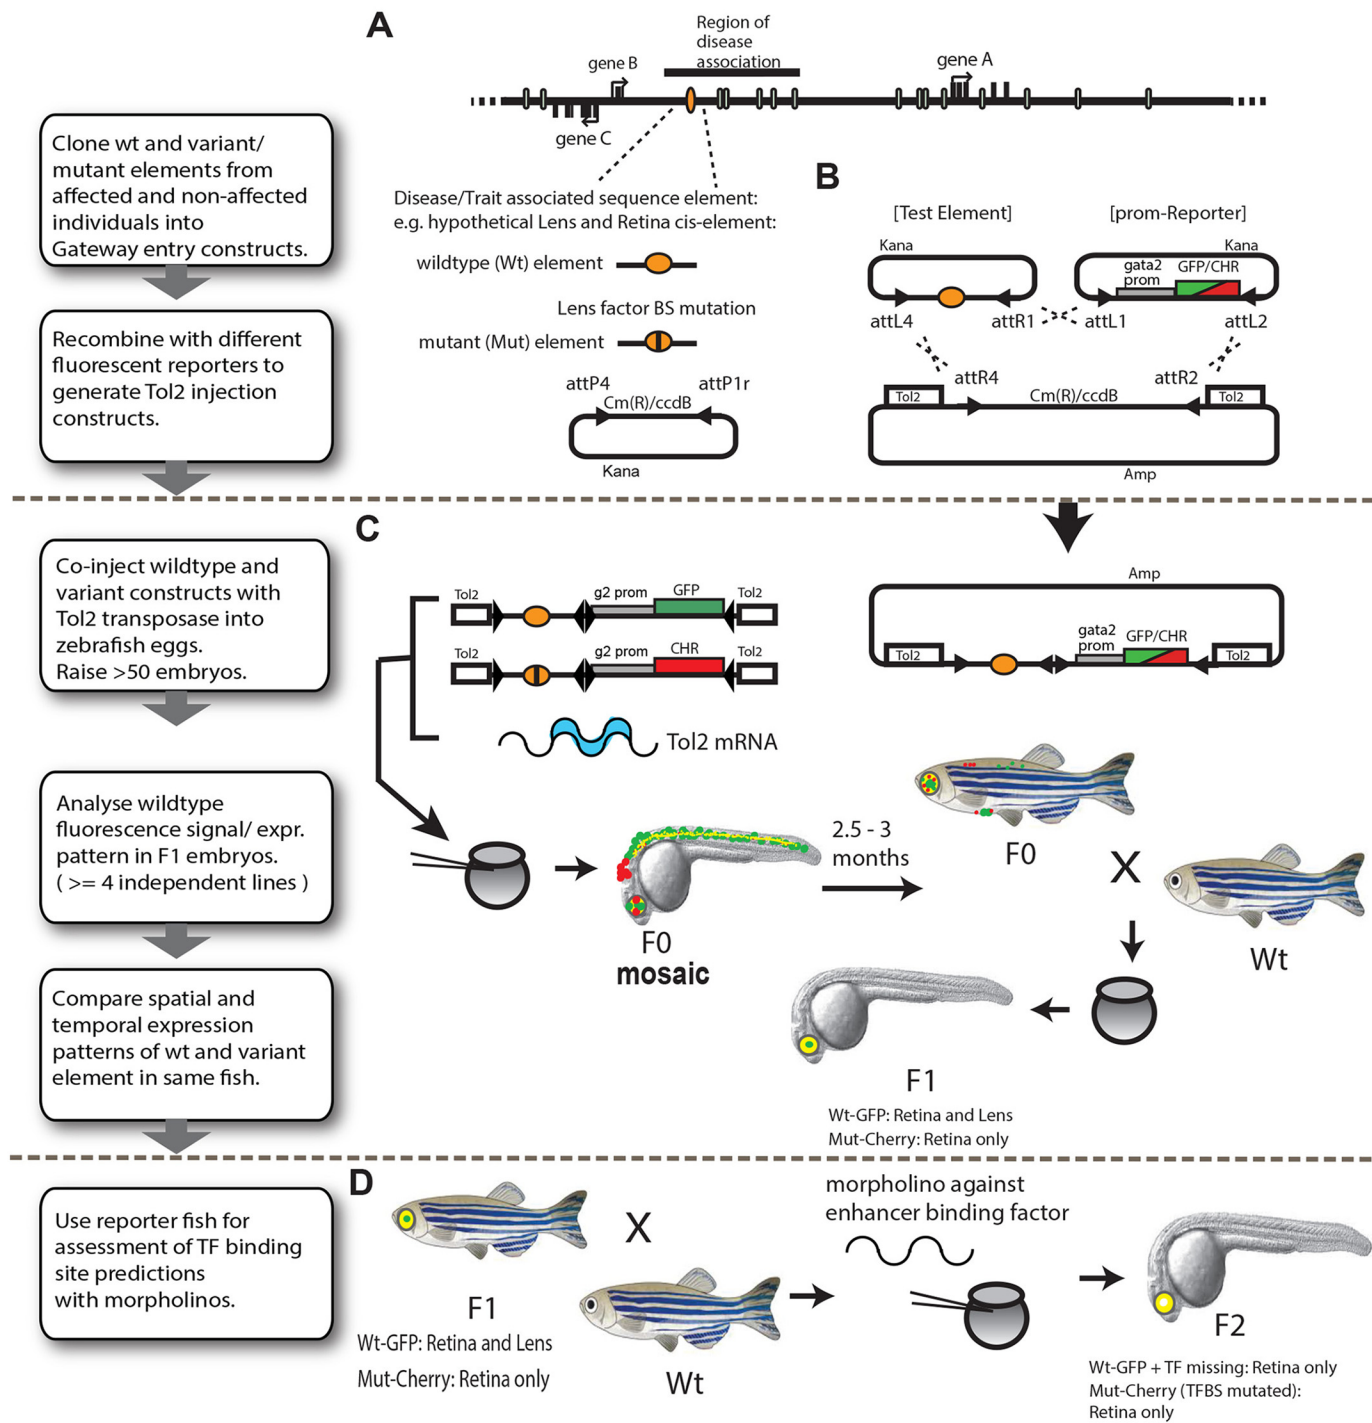 A
Region of
disease
association
gene B
gene A
gene C
Clone wt and variant/
mutant elements from
affected and non-affected
individuals into
Gateway entry constructs.
Disease/Trait associated sequence element:
e.g. hypothetical Lens and Retina cis-element:
wildtype (Wt) element
Lens factor BS mutation
mutant (Mut) element
attP4
attP1r
Cm(R)/ccdB
Kana
B
[Test Element]
[prom-Reporter]
Kana
Kana
gata2
prom
GFP/CHR
attL4
attR1
attL1
attL2
attR4
attR2
Tol2
Cm(R)/ccdB
Tol2
Amp
Recombine with different
fluorescent reporters to
generate Tol2 injection
constructs.
C
Co-inject wildtype and
variant constructs with
Tol2 transposase into
zebrafish eggs.
Raise >50 embryos.
Tol2
g2 prom
GFP
Tol2
Tol2
g2 prom
CHR
Tol2
Tol2 mRNA
Amp
Tol2
gata2
prom
GFP/CHR
Tol2
Analyse wildtype
fluorescence signal/ expr.
pattern in F1 embryos.
( >= 4 independent lines )
F0
mosaic
2.5 - 3
months
F0
X
Wt
Compare spatial and
temporal expression
patterns of wt and variant
element in same fish.
F1
Wt-GFP: Retina and Lens
Mut-Cherry: Retina only
D
Use reporter fish for
assessment of TF binding
site predictions
with morpholinos.
X
F1
Wt-GFP: Retina and Lens
Mut-Cherry: Retina only
Wt
morpholino against
enhancer binding factor
F2
Wt-GFP + TF missing: Retina only
Mut-Cherry (TFBS mutated):
Retina only